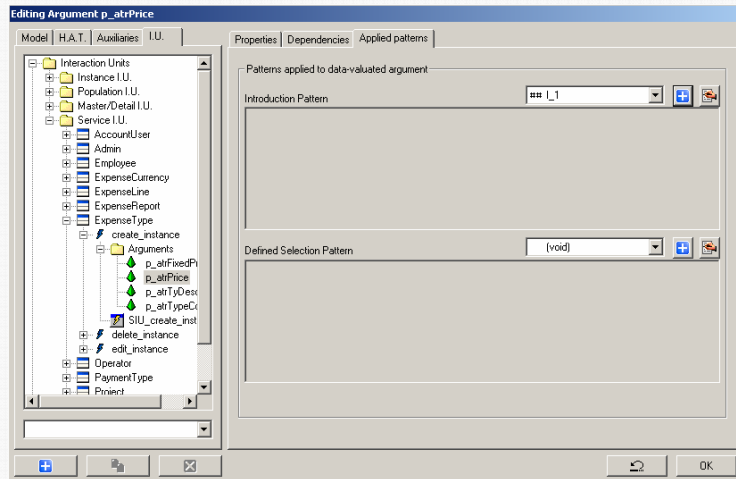 Editing Argument p_atrPrice
Model H.A.T. Auxiliaries I.U.
Properties Dependencies Applied patterns
Interaction Units
Instance I.U.
Population I.U.
Master/Detail I.U.
Service I.U.
AccountUser
Admin
Employee
ExpenseCurrency
ExpenseLine
ExpenseReport
ExpenseType
create_instance
Arguments
p_atrFixedPr
p_atrPrice
p_atrTyDesc
p_atrTypeCo
SIU_create_inst
delete_instance
edit_instance
Operator
PaymentType
Project
Patterns applied to data-valuated argument
Introduction Pattern
## I_1
Defined Selection Pattern
(void)
OK